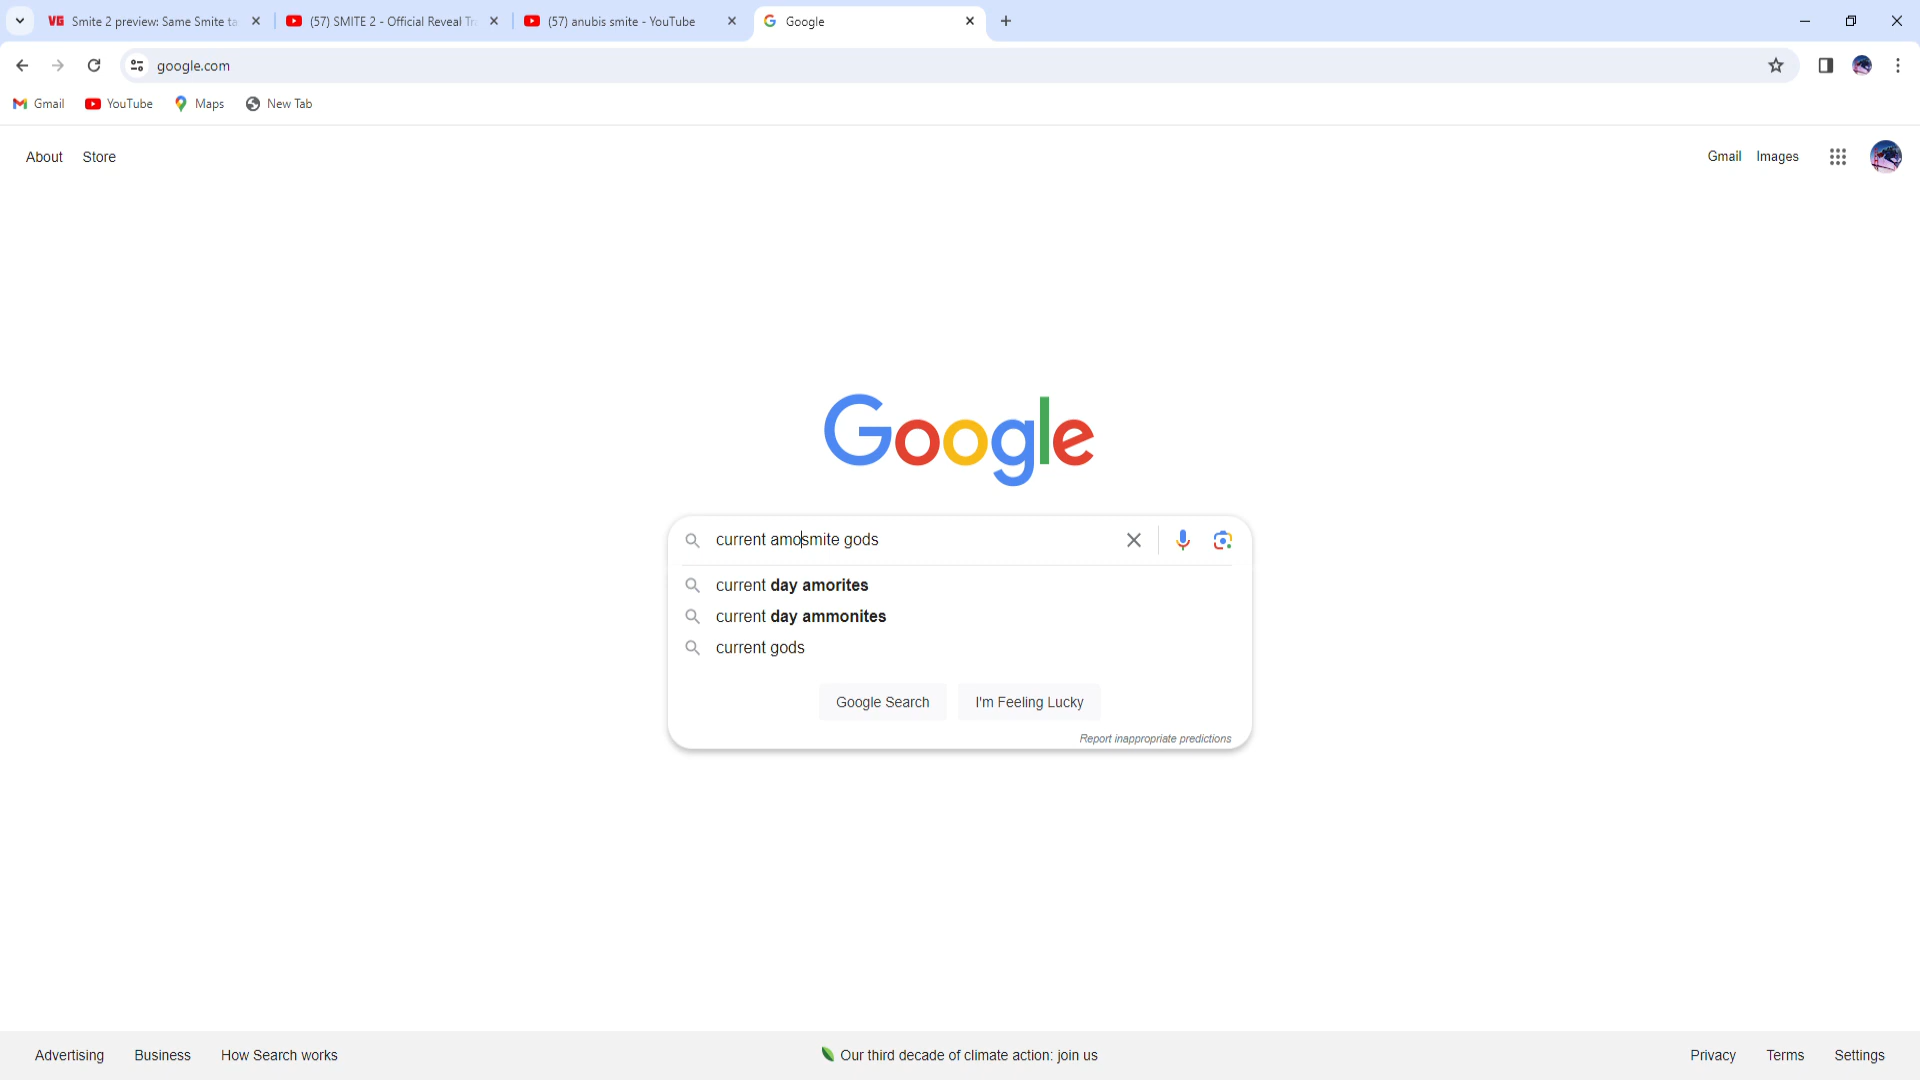 VG Smite 2 preview: Same Smite ta
(57) SMITE 2 - Official Reveal Tr
(57) anubis smite - YouTube
Google
google.com
Gmail YouTube Maps New Tab
About Store Gmail Images
Google
current amosmite gods
current day amorites
current day ammonites
current gods
Google Search I'm Feeling Lucky
Report inappropriate predictions
Advertising Business How Search works Our third decade of climate action: join us Privacy Terms Settings